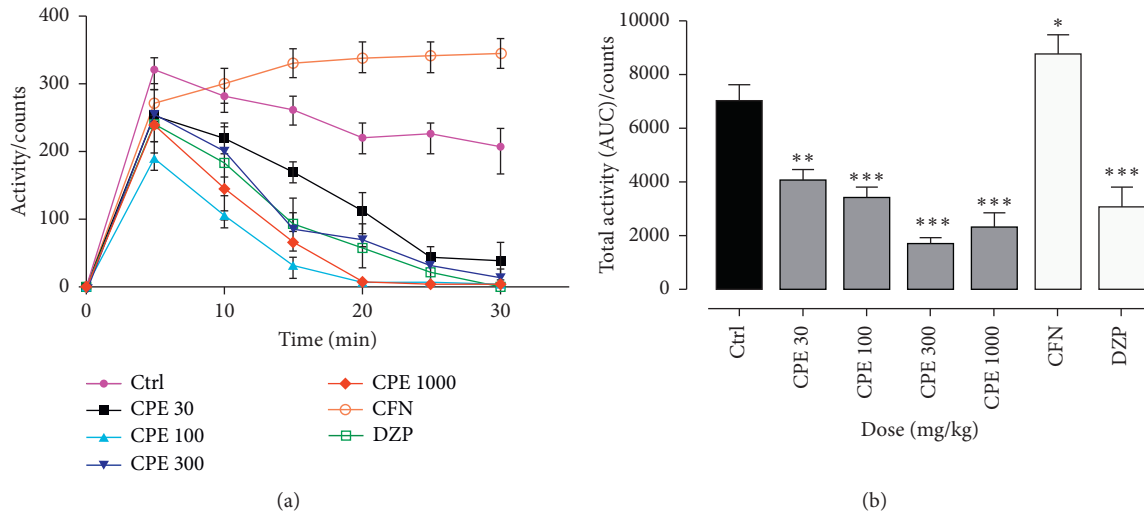 400
300
200
100
0
Activity/counts
0
10
20
30
Time (min)
Ctrl
CPE 30
CPE 100
CPE 300
CPE 1000
CFN
DZP
(a)
10000
8000
6000
4000
2000
0
Total activity (AUC)/counts
**
***
***
***
*
***
Ctrl
CPE 30
CPE 100
CPE 300
CPE 1000
CFN
DZP
Dose (mg/kg)
(b)